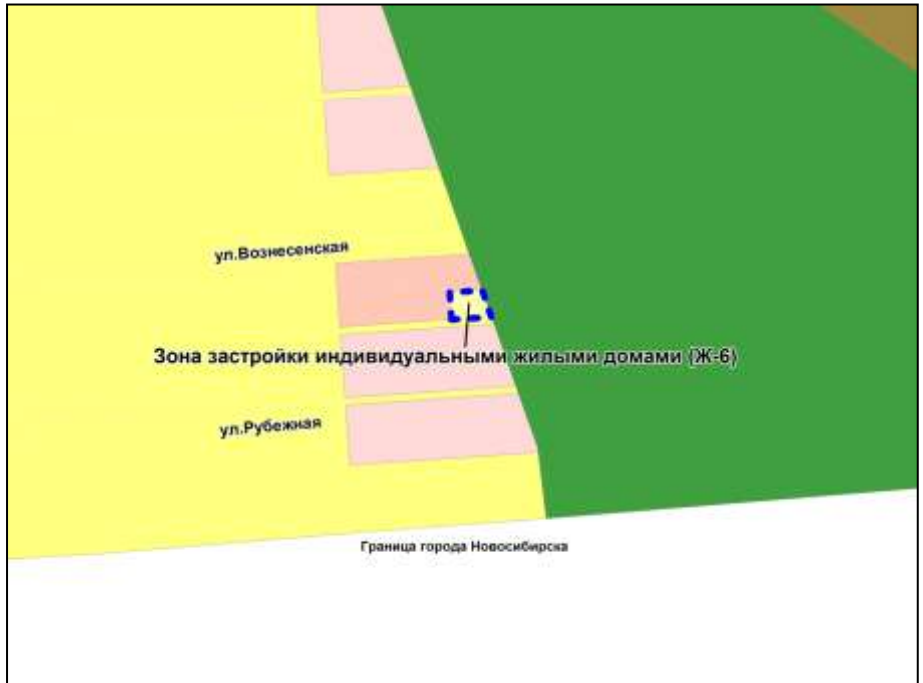 ул.Вознесенская
Зона застройки индивидуальными жилыми домами (Ж-6)
ул.Рубежная
Граница города Новосибирска